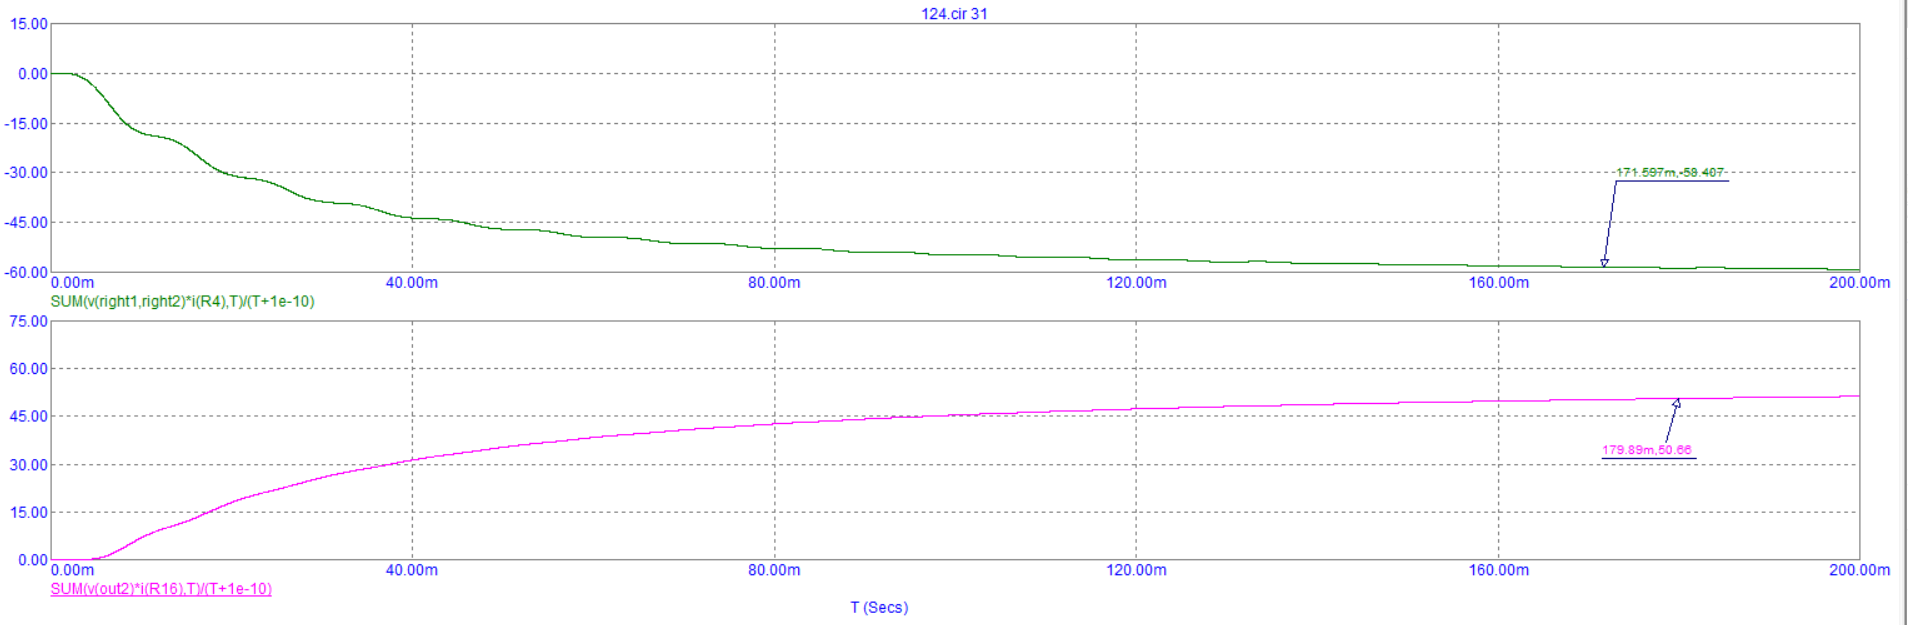 124.cir 31
15.00
0.00
-15.00
-30.00
-45.00
-60.00
171.597m,-58.407
0.00m 40.00m 80.00m 120.00m 160.00m 200.00m
SUM(v(right1,right2)*i(R4),T)/(T+1e-10)
75.00
60.00
45.00
30.00
15.00
0.00
179.89m,50.66
0.00m 40.00m 80.00m 120.00m 160.00m 200.00m
SUM(v(out2)*i(R16),T)/(T+1e-10)
T (Secs)